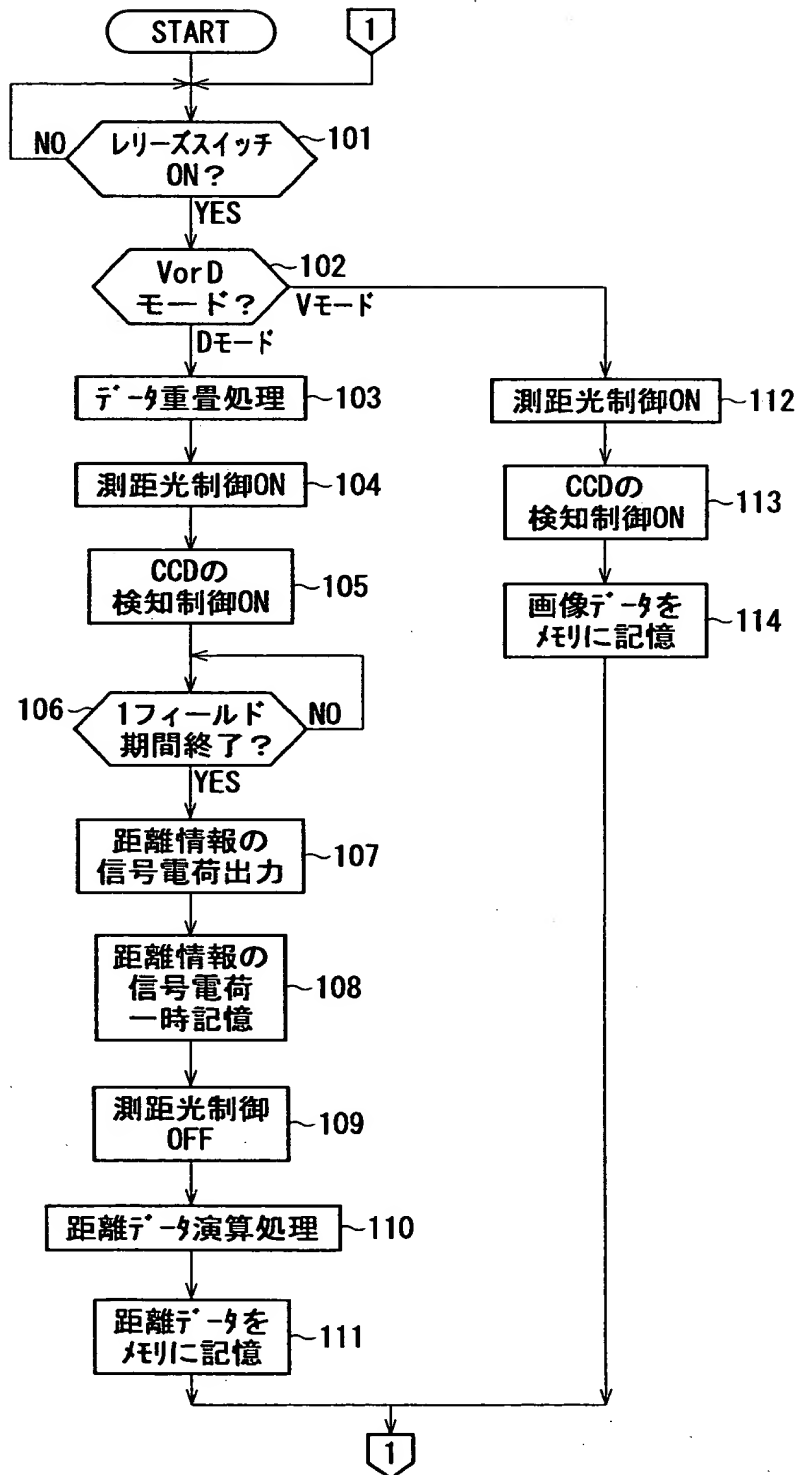 START
1
レリーズスイッチ
ON?
101
NO
YES
VorD
モード?
102
Vモード
Dモード
データ重畳処理
103
測距光制御ON
104
CCDの
検知制御ON
105
106
1フィールド
期間終了?
NO
YES
距離情報の
信号電荷出力
107
距離情報の
信号電荷
一時記憶
108
測距光制御
OFF
109
距離データ演算処理
110
距離データを
メモリに記憶
111
測距光制御ON
112
CCDの
検知制御ON
113
画像データを
メモリに記憶
114
1